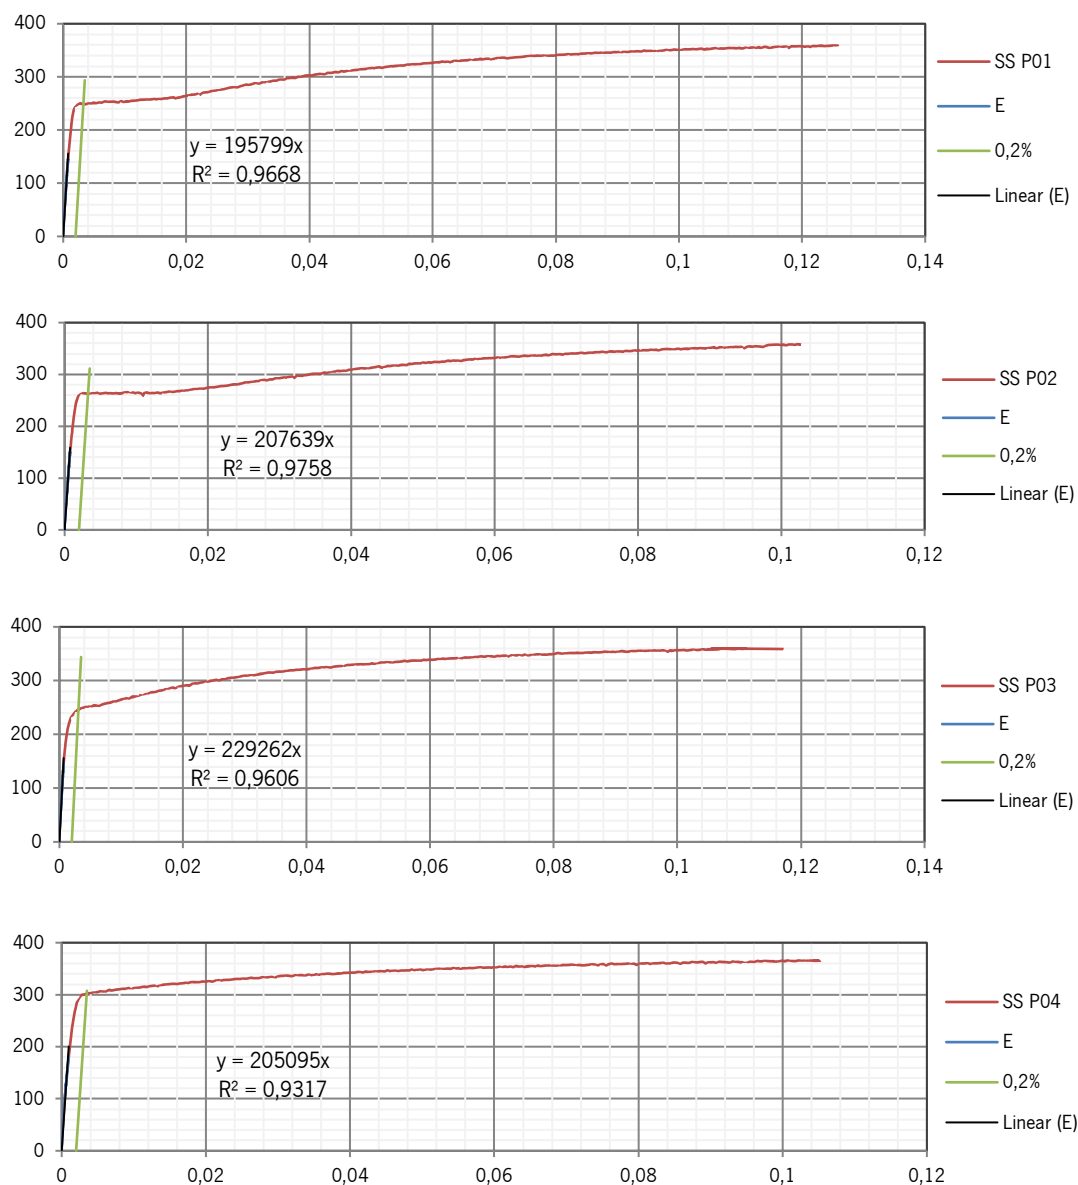 400
300
200
100
0
y = 195799x
R² = 0,9668
0 0,02 0,04 0,06 0,08 0,1 0,12 0,14
SS P01
E
0,2%
Linear (E)
400
300
200
100
0
y = 207639x
R² = 0,9758
0 0,02 0,04 0,06 0,08 0,1 0,12
SS P02
E
0,2%
Linear (E)
400
300
200
100
0
y = 229262x
R² = 0,9606
0 0,02 0,04 0,06 0,08 0,1 0,12 0,14
SS P03
E
0,2%
Linear (E)
400
300
200
100
0
y = 205095x
R² = 0,9317
0 0,02 0,04 0,06 0,08 0,1 0,12
SS P04
E
0,2%
Linear (E)